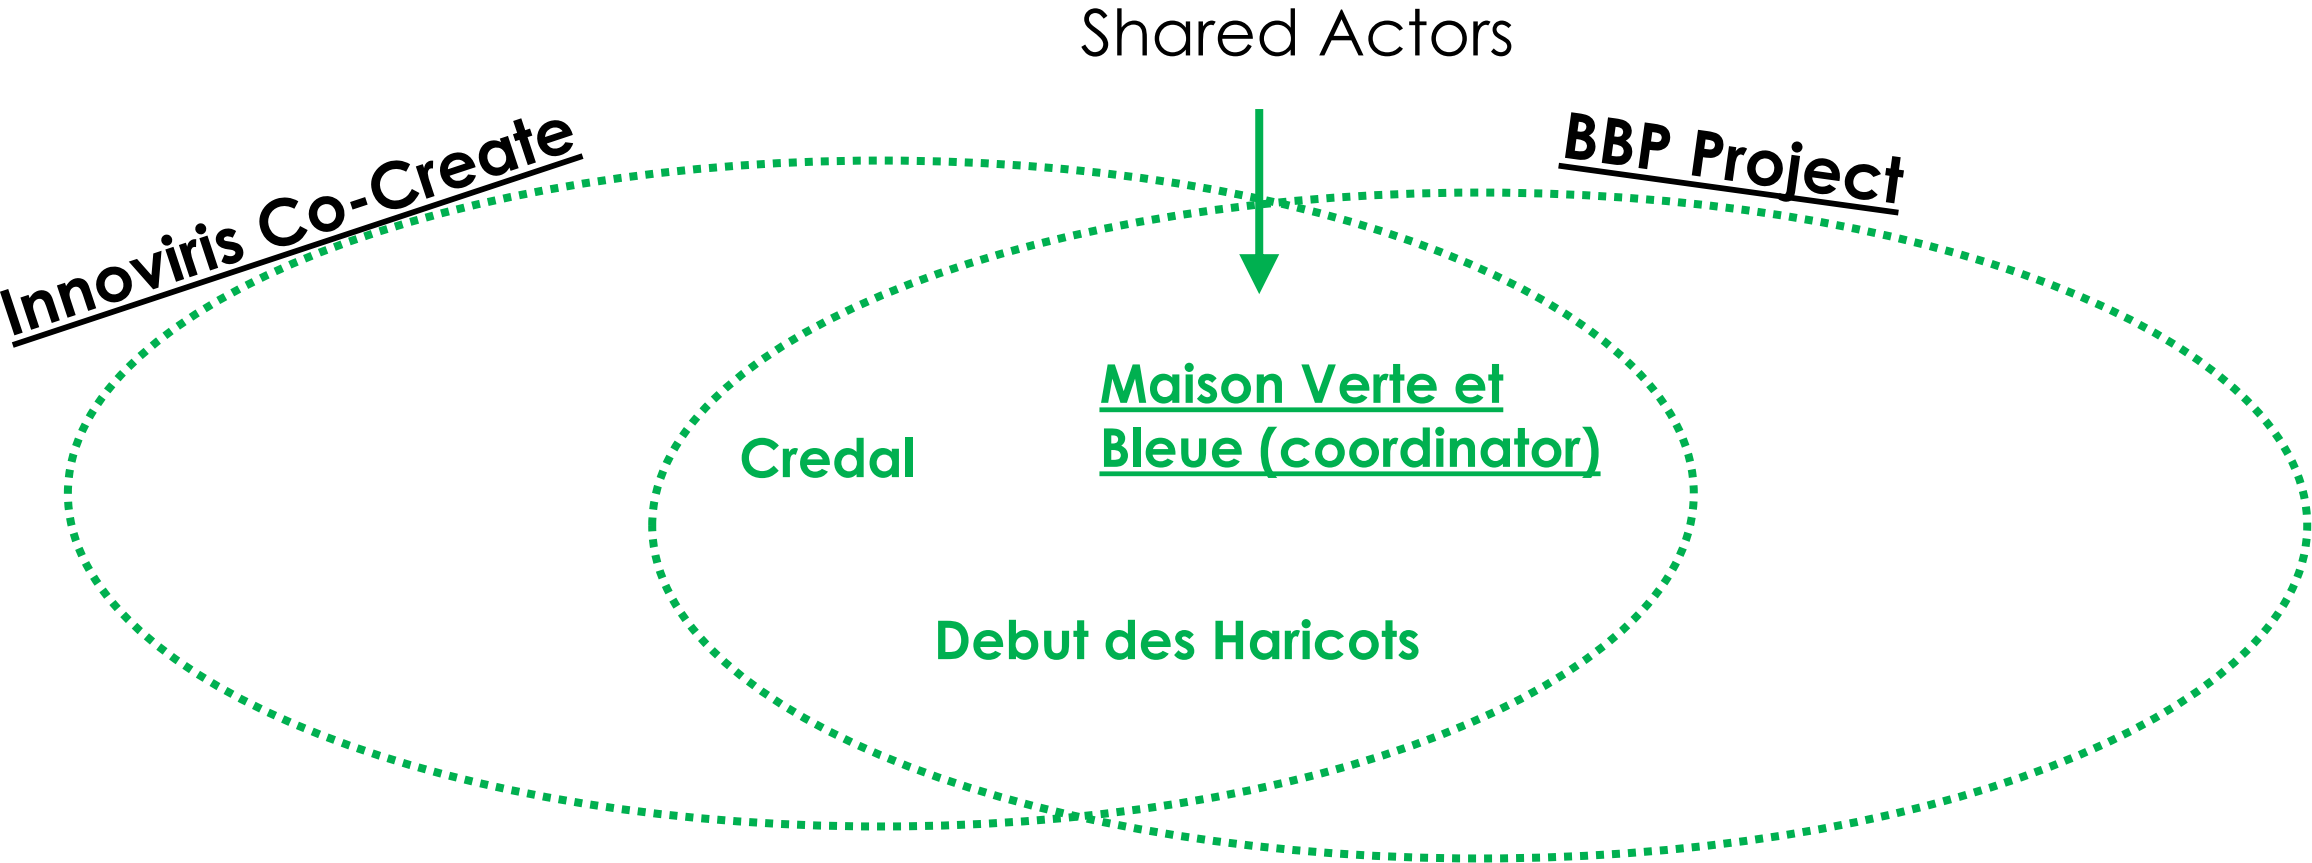 Shared Actors
Innoviris Co-Create
BBP Project
Maison Verte et
Bleue (coordinator)
Credal
Debut des Haricots